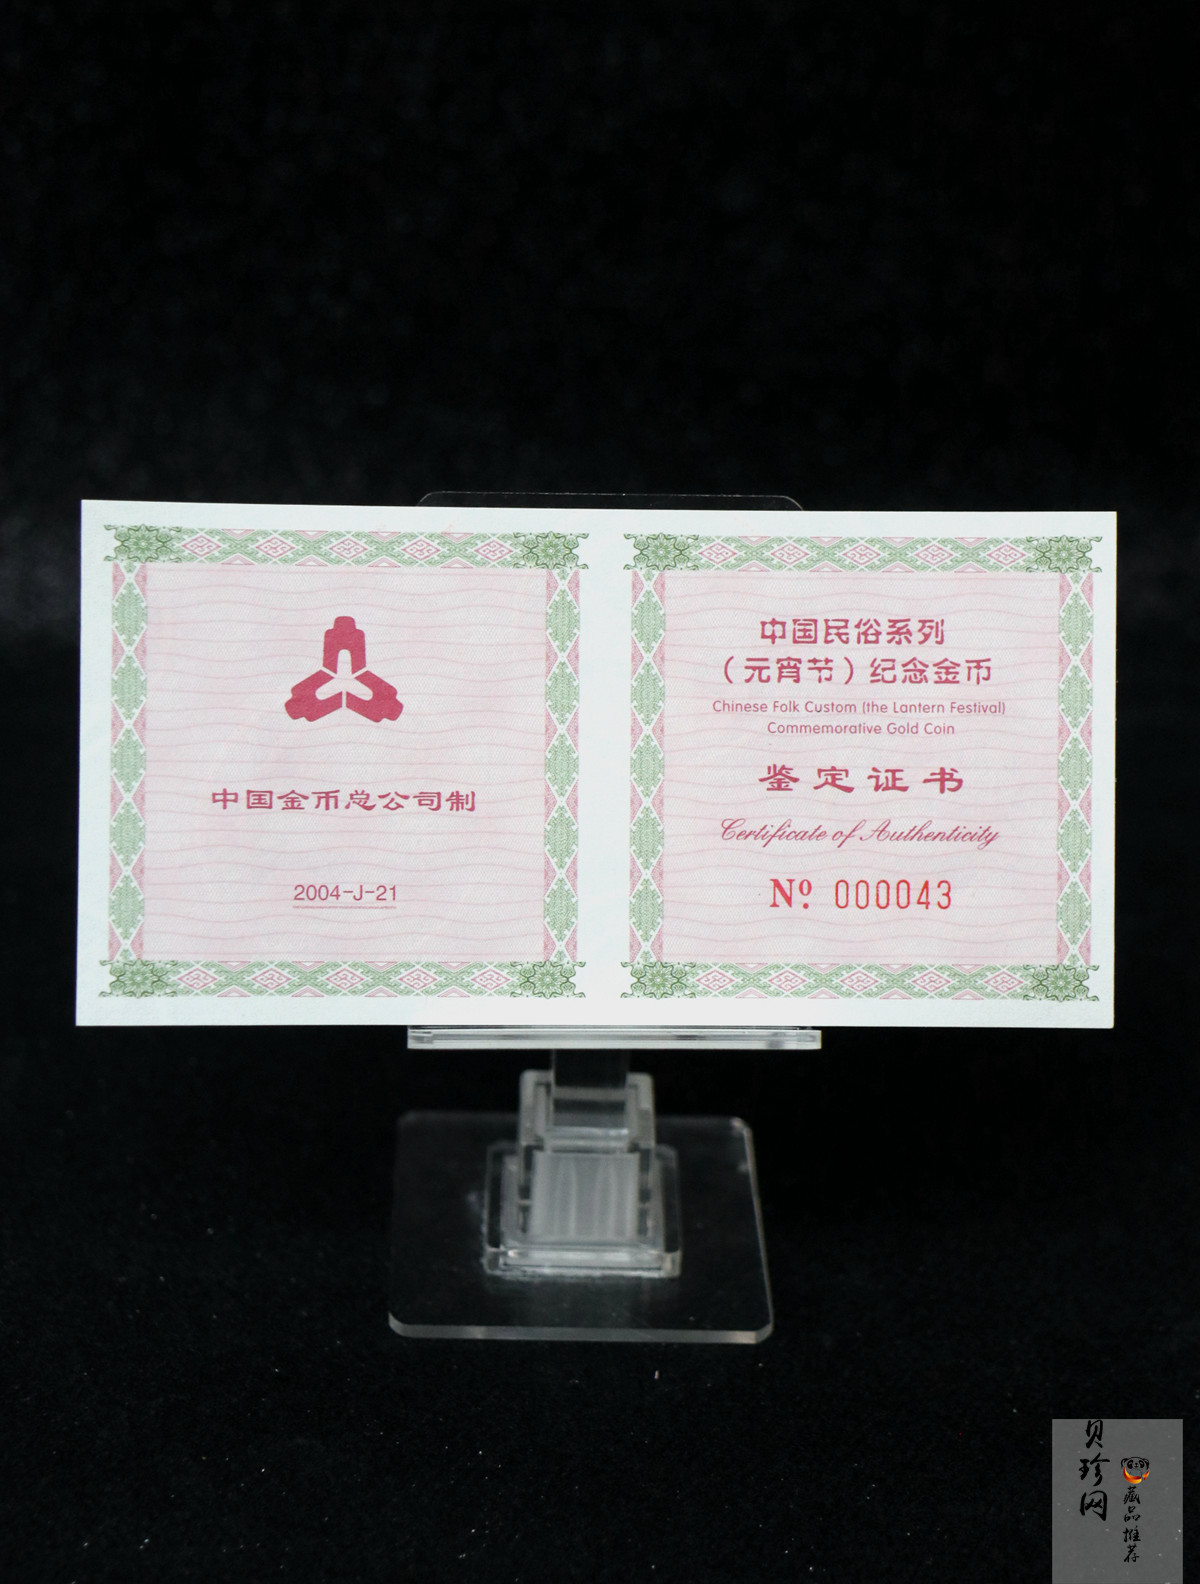 中国金币总公司制
2004-J-21
中国民俗系列
（元宵节）纪念金币
Chinese Folk Custom (the Lantern Festival)
Commemorative Gold Coin
鉴定证书
Certificate of Authenticity
Nº. 000043
贝珍网
藏品推荐